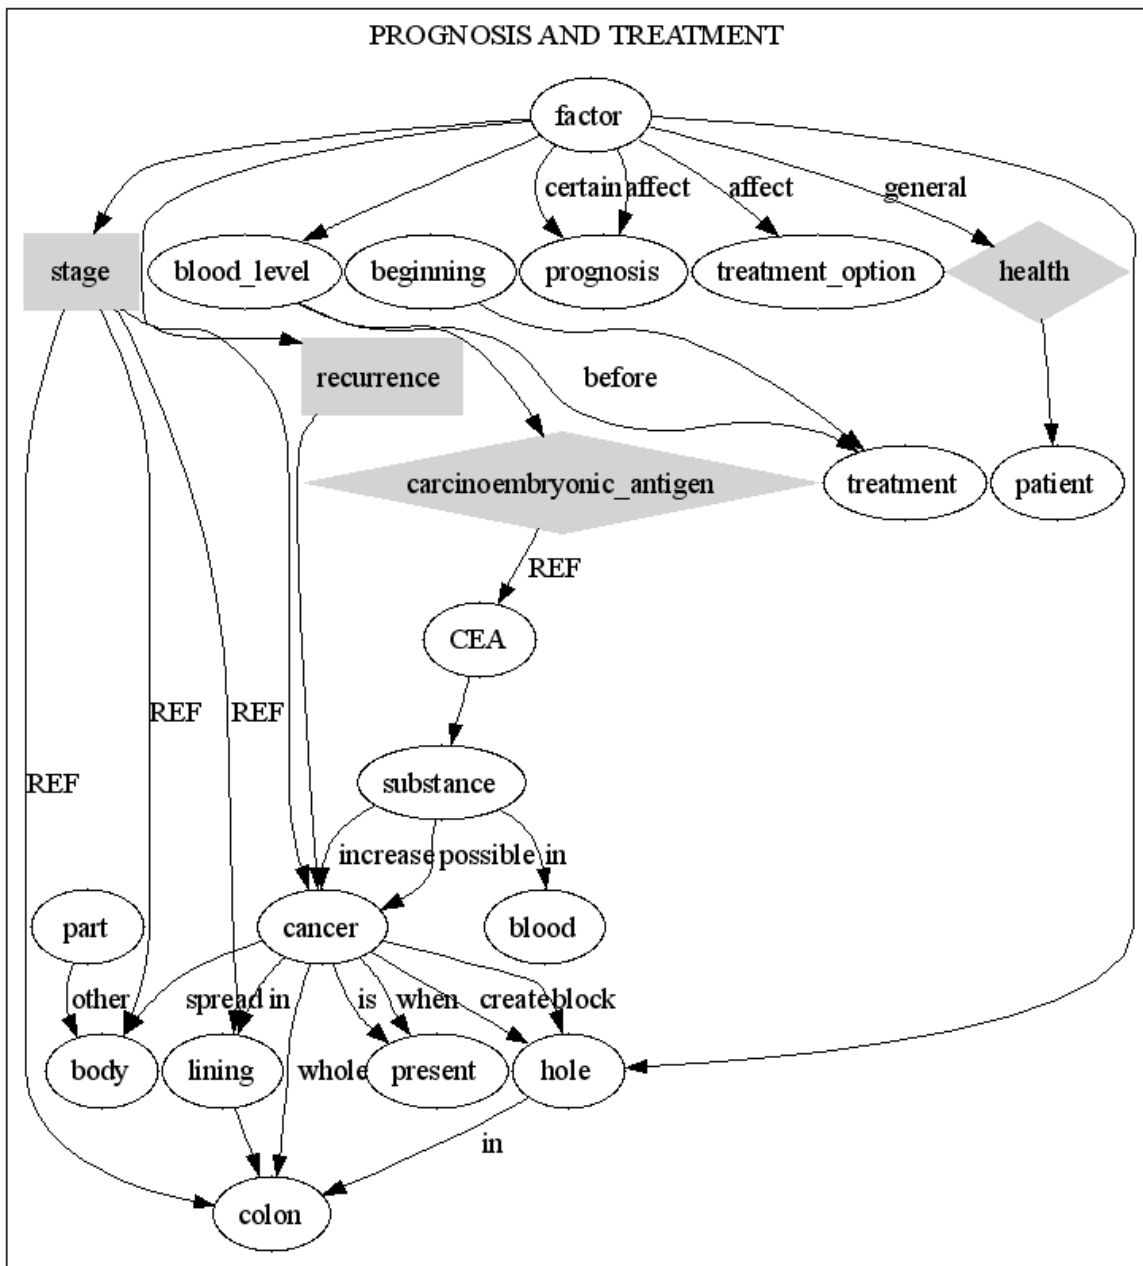 PROGNOSIS AND TREATMENT
factor
certain affect affect general
stage blood_level beginning prognosis treatment_option health
recurrence before
carcinoembryonic_antigen treatment patient
REF
CEA
REF REF
REF substance
increase possible in
part cancer blood
other spread in is when create block
body lining whole present hole
in
colon